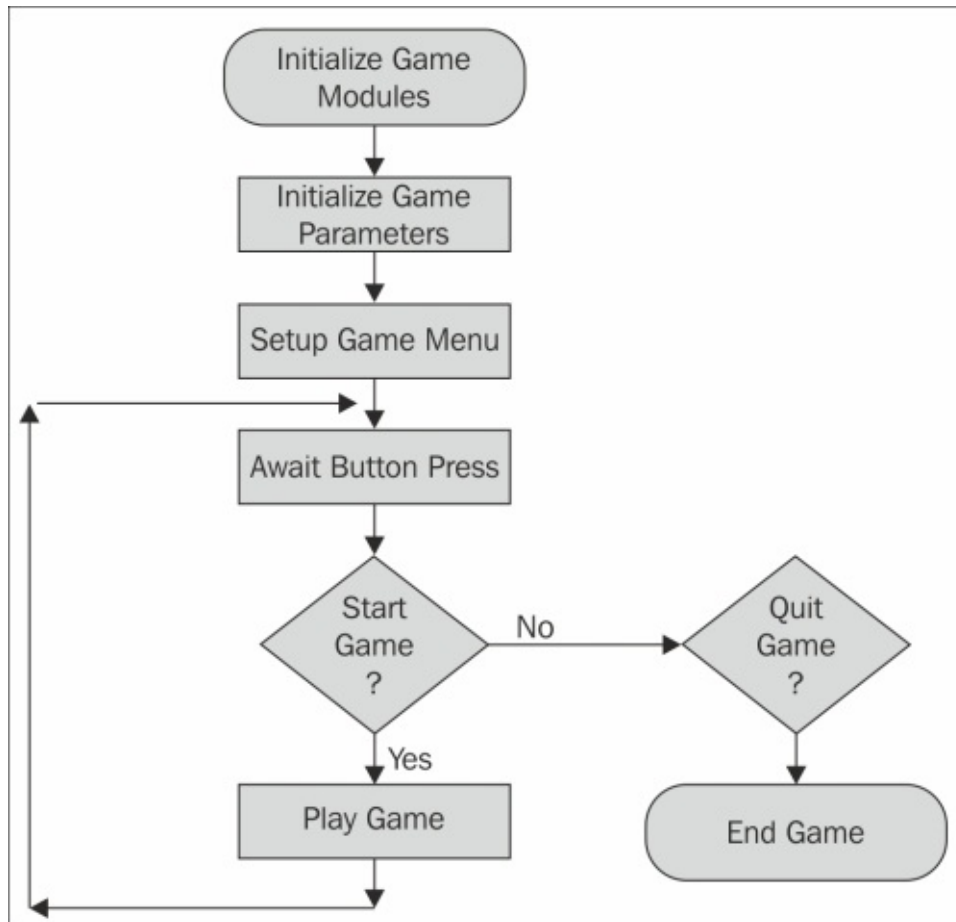 Initialize Game
Modules
Initialize Game
Parameters
Setup Game Menu
Await Button Press
Start
Game
?
No
Quit
Game
?
Yes
Play Game
End Game